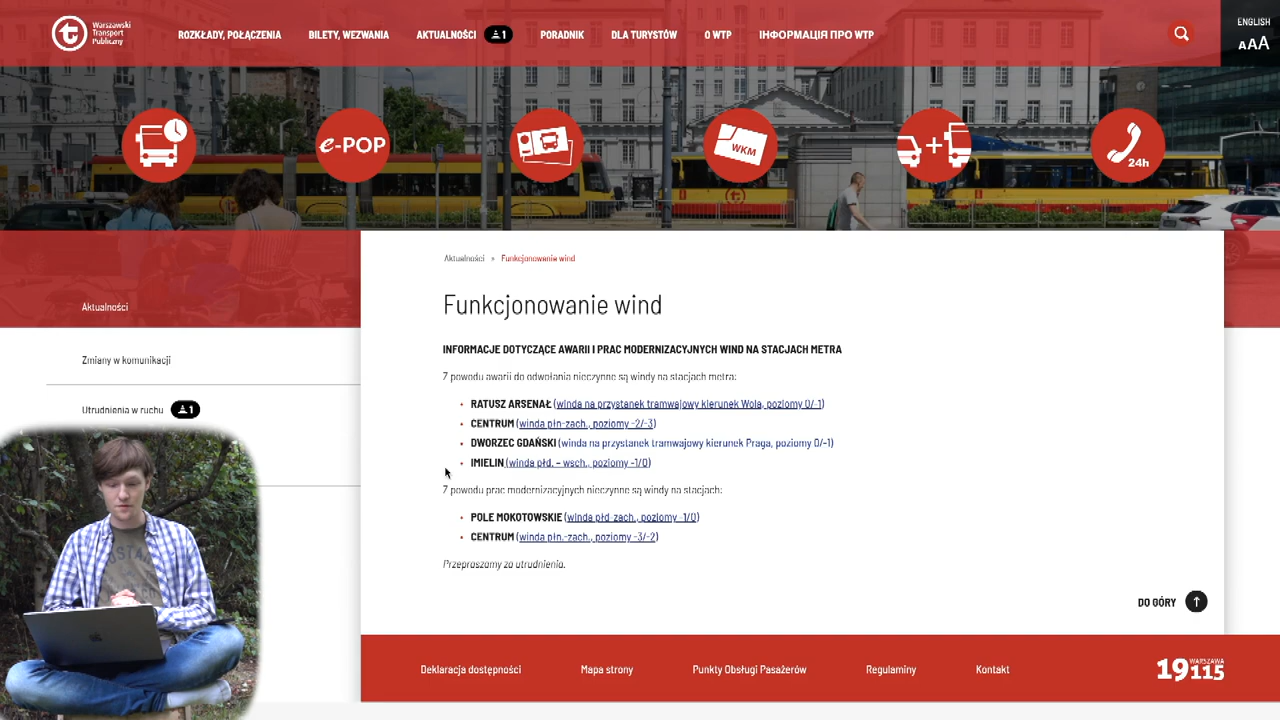 Warszawski
Transport
Publiczny
ROZKŁADY, POŁĄCZENIA
BILETY, WEZWANIA
AKTUALNOŚCI 1
PORADNIK
DLA TURYSTÓW
O WTP
ІНФОРМАЦІЯ ПРО WTP
ENGLISH
AAA
e-POP
WKM
+
24h
Aktualności
Zmiany w komunikacji
Utrudnienia w ruchu 1
Aktualności » Funkcjonowanie wind
Funkcjonowanie wind
INFORMACJE DOTYCZĄCE AWARII I PRAC MODERNIZACYJNYCH WIND NA STACJACH METRA
Z powodu awarii do odwołania nieczynne są windy na stacjach metra:
• RATUSZ ARSENAŁ (winda na przystanek tramwajowy kierunek Wola, poziomy 0/-1)
• CENTRUM (winda płn-zach., poziomy -2/-3)
• DWORZEC GDAŃSKI (winda na przystanek tramwajowy kierunek Praga, poziomy 0/-1)
• IMIELIN (winda płd. – wsch., poziomy -1/0)
Z powodu prac modernizacyjnych nieczynne są windy na stacjach:
• POLE MOKOTOWSKIE (winda płd-zach., poziomy -1/0)
• CENTRUM (winda płn.-zach., poziomy -3/-2)
Przepraszamy za utrudnienia.
DO GÓRY
Deklaracja dostępności
Mapa strony
Punkty Obsługi Pasażerów
Regulaminy
Kontakt
WARSZAWA
19115